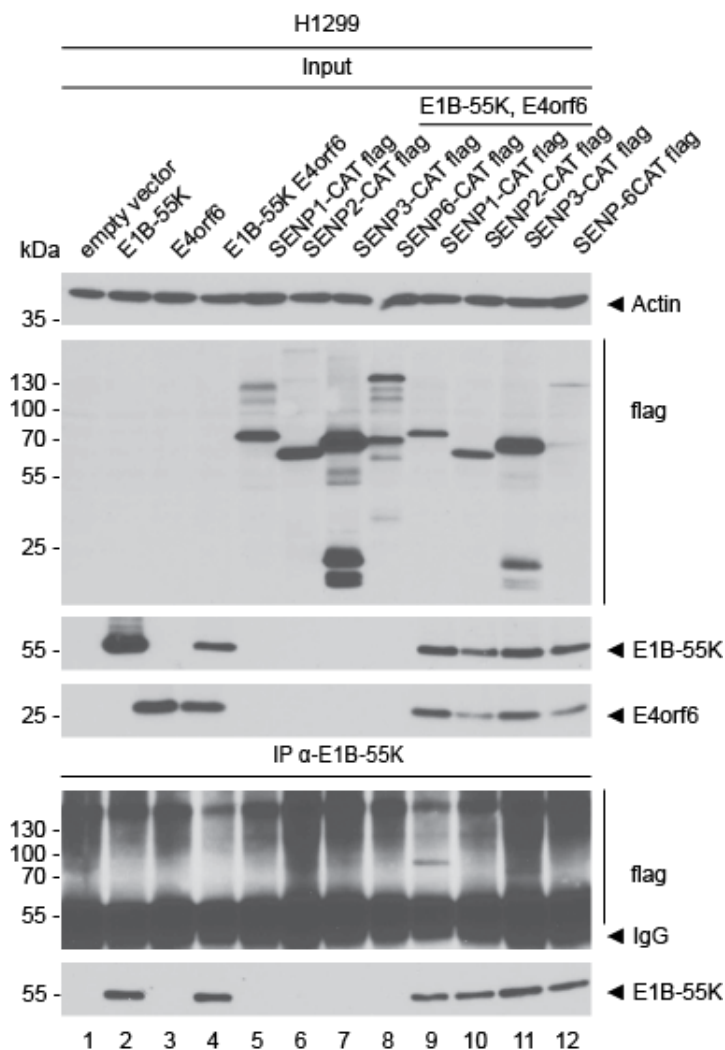 H1299
Input
E1B-55K, E4orf6
empty vector
E1B-55K
E4orf6
E1B-55K E4orf6
SENP1-CAT flag
SENP2-CAT flag
SENP3-CAT flag
SENP6-CAT flag
SENP1-CAT flag
SENP2-CAT flag
SENP3-CAT flag
SENP-6CAT flag
kDa
35 -
◄ Actin
130 -
100 -
70 -
55 -
25 -
flag
55 -
◄ E1B-55K
25 -
◄ E4orf6
IP α-E1B-55K
130 -
100 -
70 -
55 -
flag
◄ IgG
55 -
◄ E1B-55K
1 2 3 4 5 6 7 8 9 10 11 12